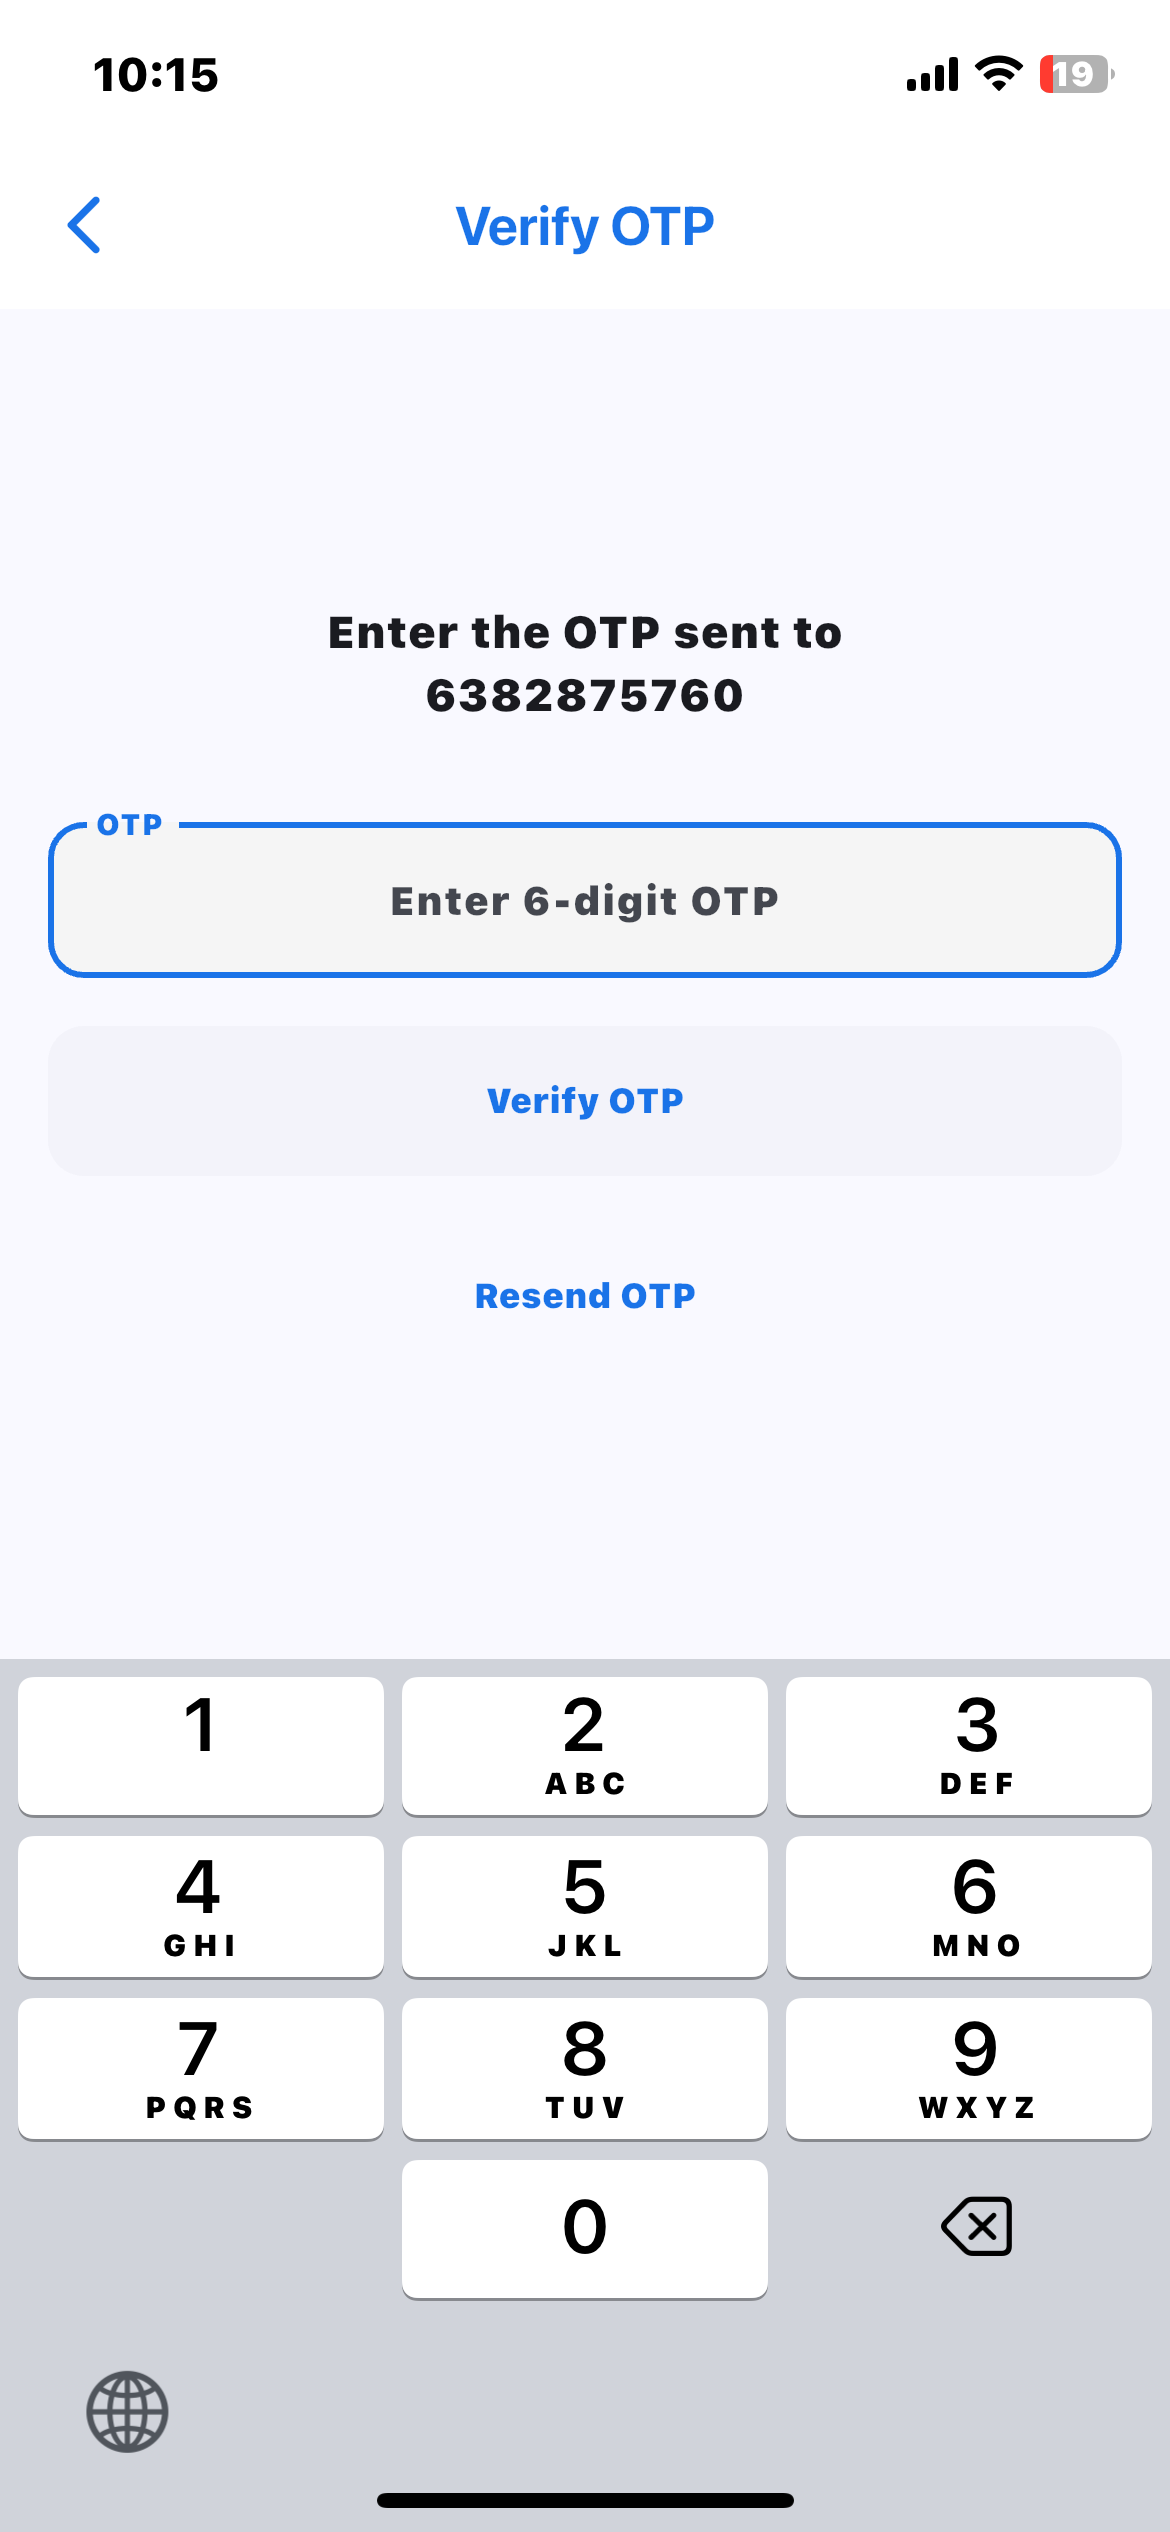 10:15
19
Verify OTP
Enter the OTP sent to
6382875760
OTP
Enter 6-digit OTP
Verify OTP
Resend OTP
1
2
3
ABC
DEF
4
5
6
GHI
JKL
MNO
7
8
9
PQRS
TUV
WXYZ
0